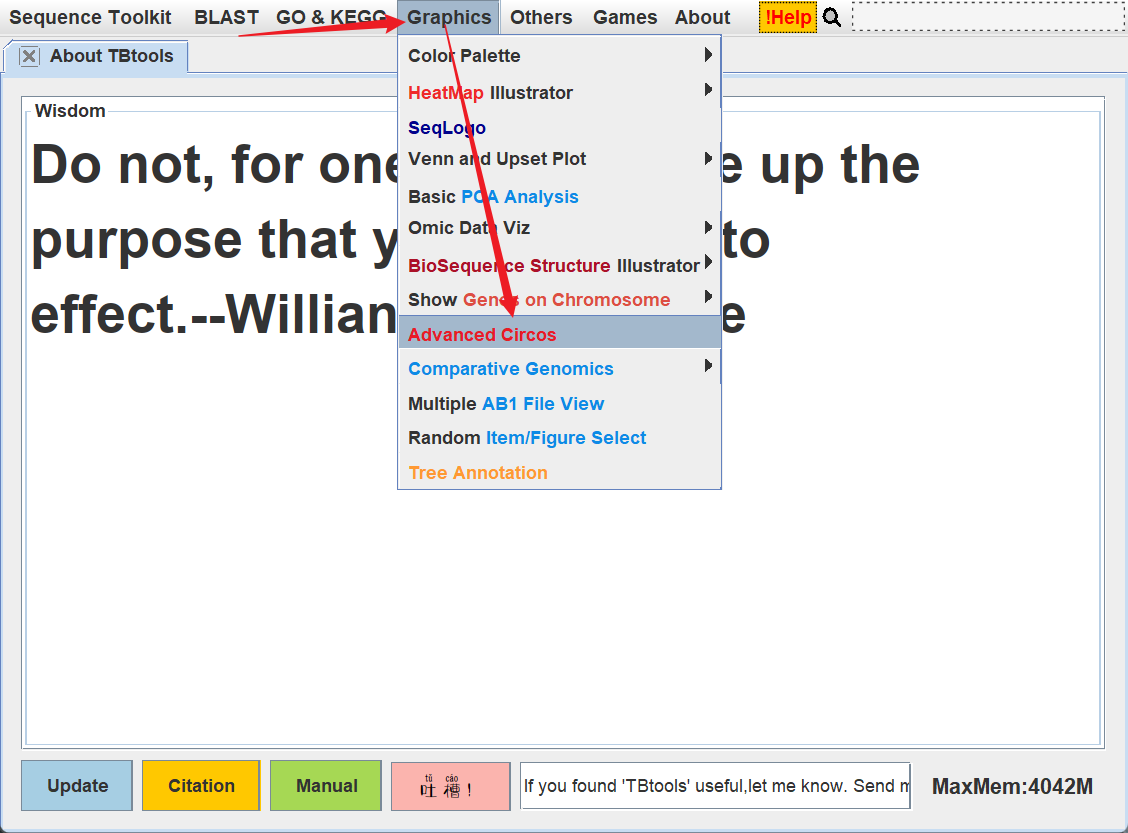 Sequence Toolkit BLAST GO & KEGG Graphics Others Games About !Help
About TBtools
Wisdom
Do not, for one e up the
purpose that y to
effect.--Willian e
Color Palette
HeatMap Illustrator
SeqLogo
Venn and Upset Plot
Basic PCA Analysis
Omic Data Viz
BioSequence Structure Illustrator
Show Genes on Chromosome
Advanced Circos
Comparative Genomics
Multiple AB1 File View
Random Item/Figure Select
Tree Annotation
Update Citation Manual tǔ cáo 吐 槽！ If you found 'TBtools' useful,let me know. Send m MaxMem:4042M